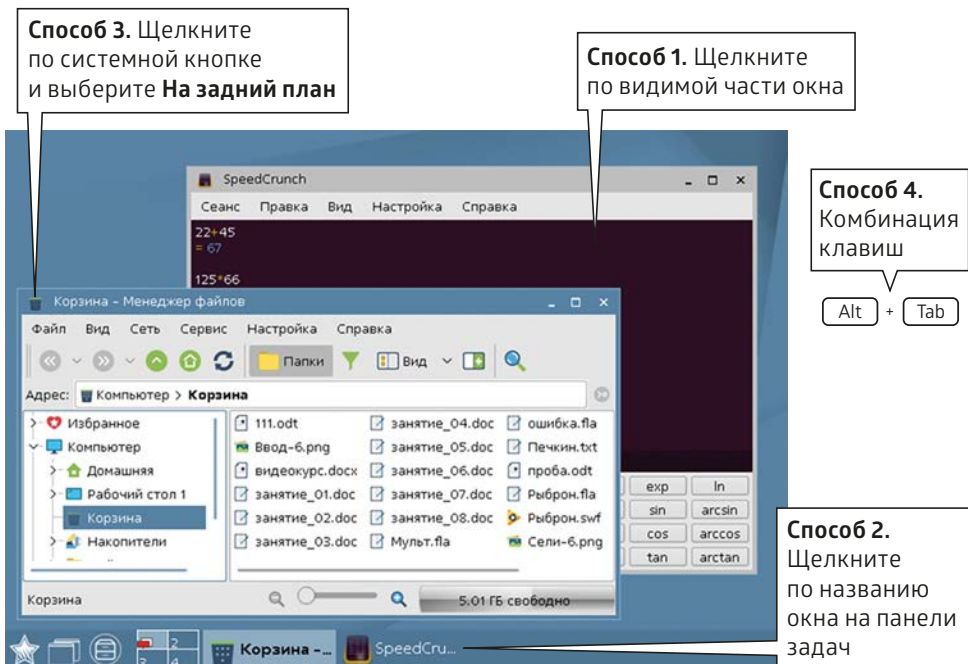 Способ 3. Щелкните
по системной кнопке
и выберите На задний план
Способ 1. Щелкните
по видимой части окна
SpeedCrunch
Сеанс Правка Вид Настройка Справка
22+45
= 67
125*66
Способ 4.
Комбинация
клавиш
Alt + Tab
Корзина – Менеджер файлов
Файл Вид Сеть Сервис Настройка Справка
Папки Вид
Адрес: Компьютер > Корзина
Избранное
Компьютер
Домашняя
Рабочий стол 1
Корзина
Накопители
111.odt занятие_04.doc ошибка.fla
Ввод-6.png занятие_05.doc Печкин.txt
видеокурс.docx занятие_06.doc проба.odt
занятие_01.doc занятие_07.doc Рыброн.fla
занятие_02.doc занятие_08.doc Рыброн.swf
занятие_03.doc Мульт.fla Сели-6.png
exp ln
sin arcsin
cos arccos
tan arctan
Корзина 5.01 ГБ свободно
Способ 2.
Щелкните
по названию
окна на панели
задач
2
3 4
Корзина –... SpeedCru...